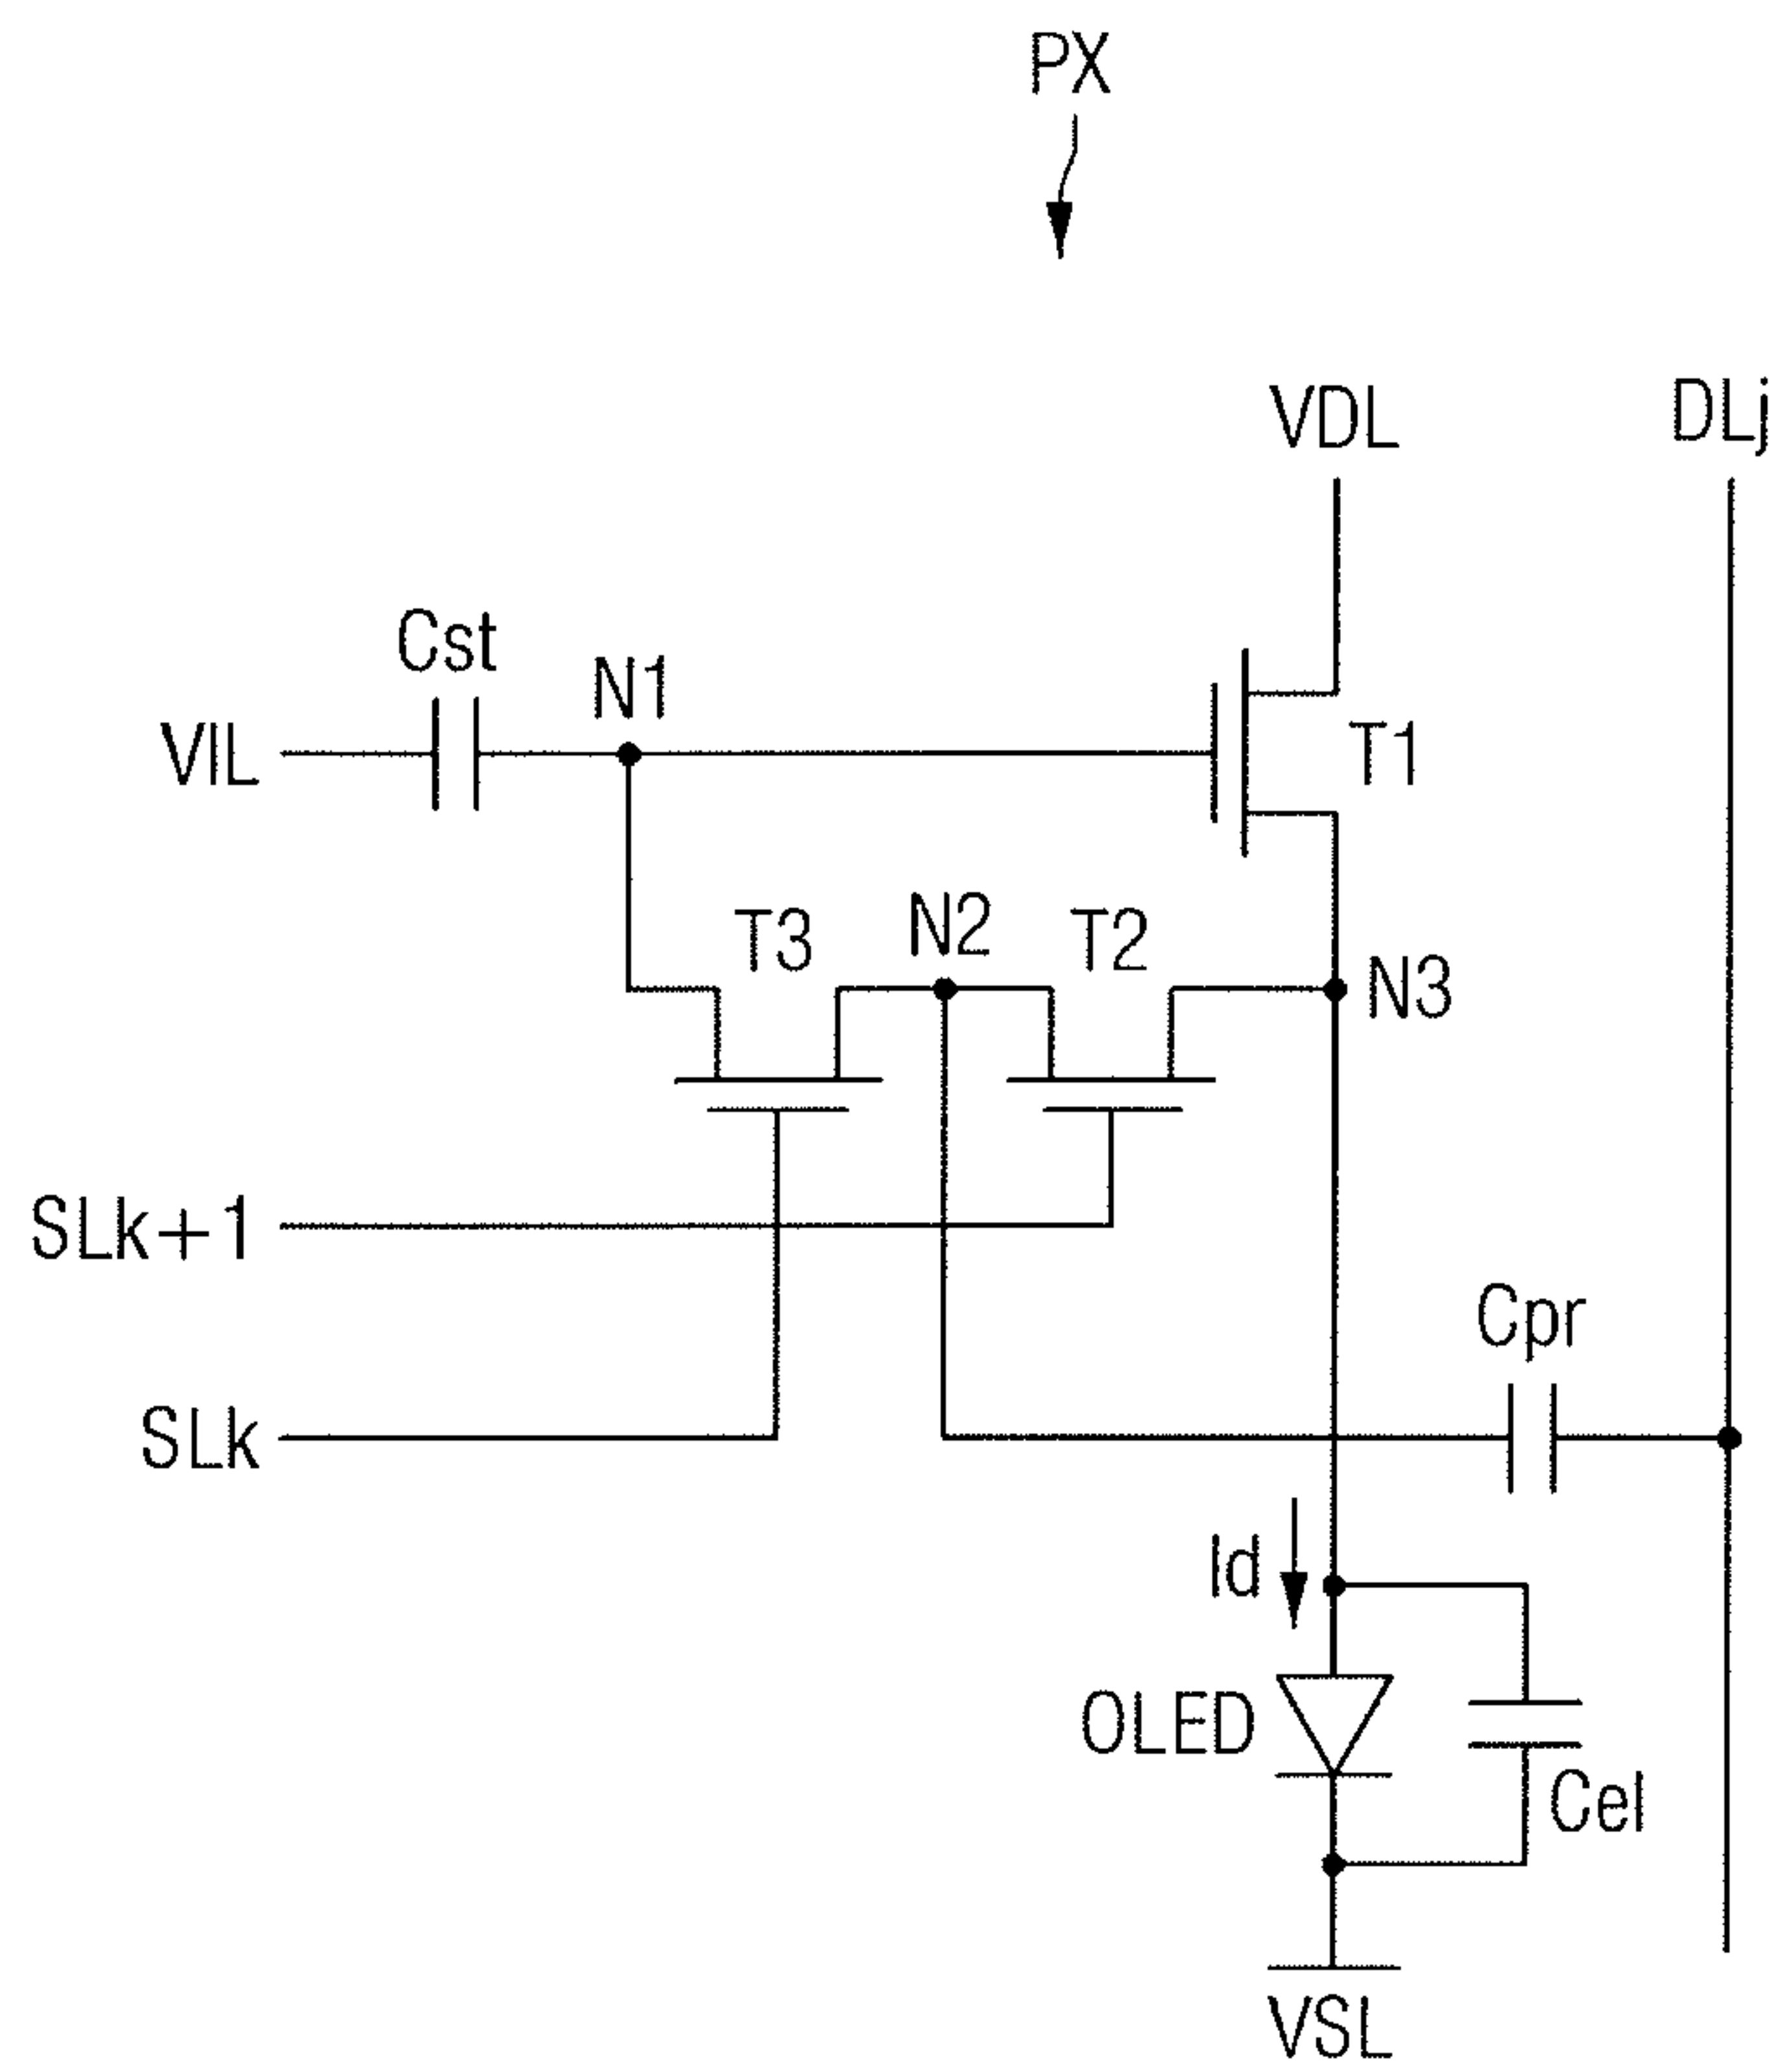 PX
VDL
DLj
Cst
N1
VIL
T1
T3
N2
T2
N3
SLk+1
Cpr
SLk
Id
OLED
Cel
VSL